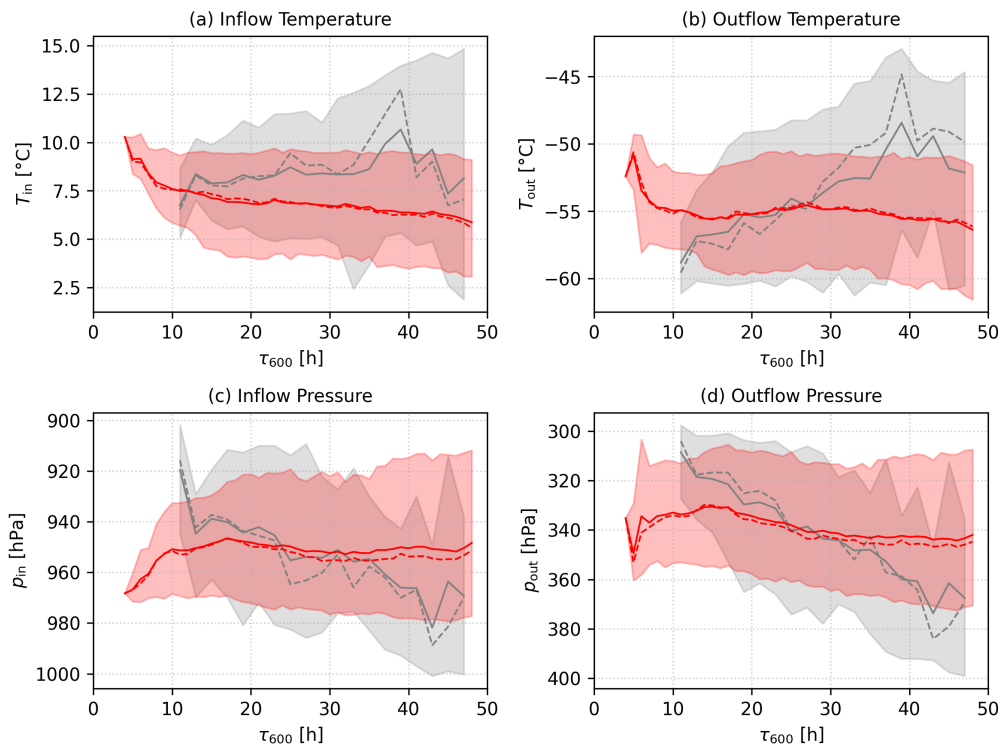 (a) Inflow Temperature
15.0
12.5
10.0
7.5
5.0
2.5
T_in [°C]
0 10 20 30 40 50
τ_600 [h]
(b) Outflow Temperature
−45
−50
−55
−60
T_out [°C]
0 10 20 30 40 50
τ_600 [h]
(c) Inflow Pressure
900
920
940
960
980
1000
p_in [hPa]
0 10 20 30 40 50
τ_600 [h]
(d) Outflow Pressure
300
320
340
360
380
400
p_out [hPa]
0 10 20 30 40 50
τ_600 [h]